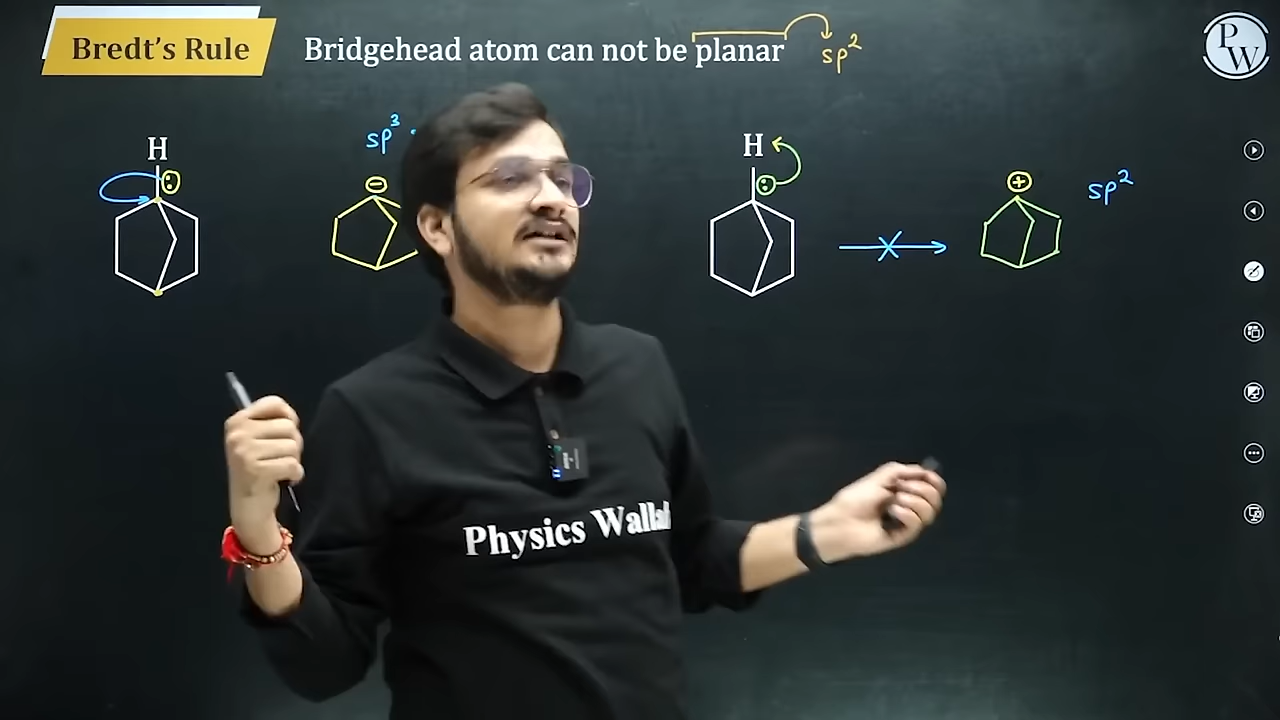 Bredt's Rule Bridgehead atom can not be planar sp²
PW
H sp³ ⊖ H ⊕ sp²
Physics Wallah